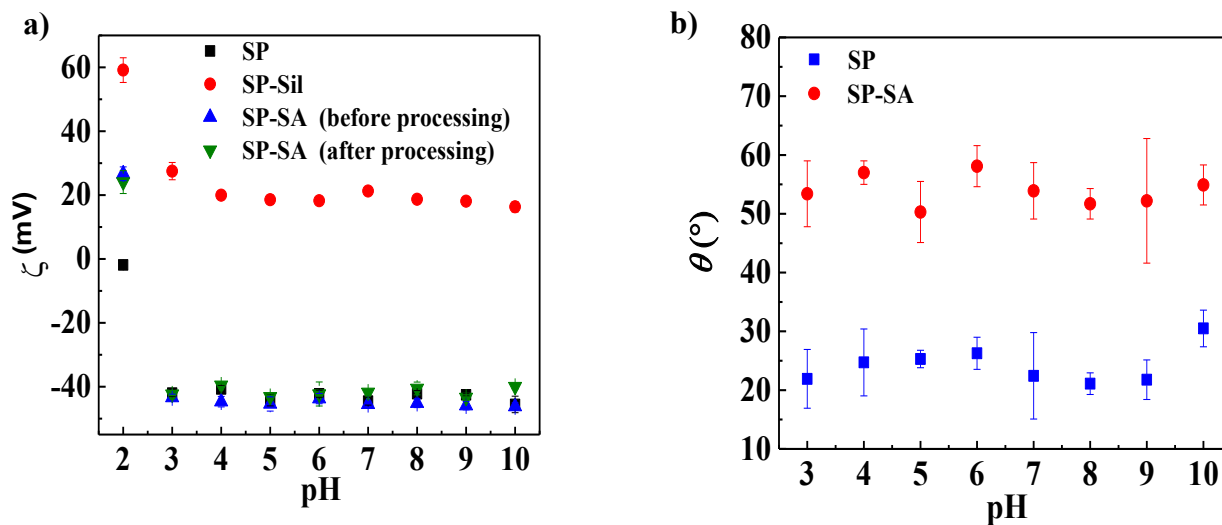 a)
SP
SP-Sil
SP-SA (before processing)
SP-SA (after processing)
60
40
20
0
-20
-40
ζ (mV)
2 3 4 5 6 7 8 9 10
pH
b)
SP
SP-SA
80
70
60
50
40
30
20
10
θ (°)
3 4 5 6 7 8 9 10
pH